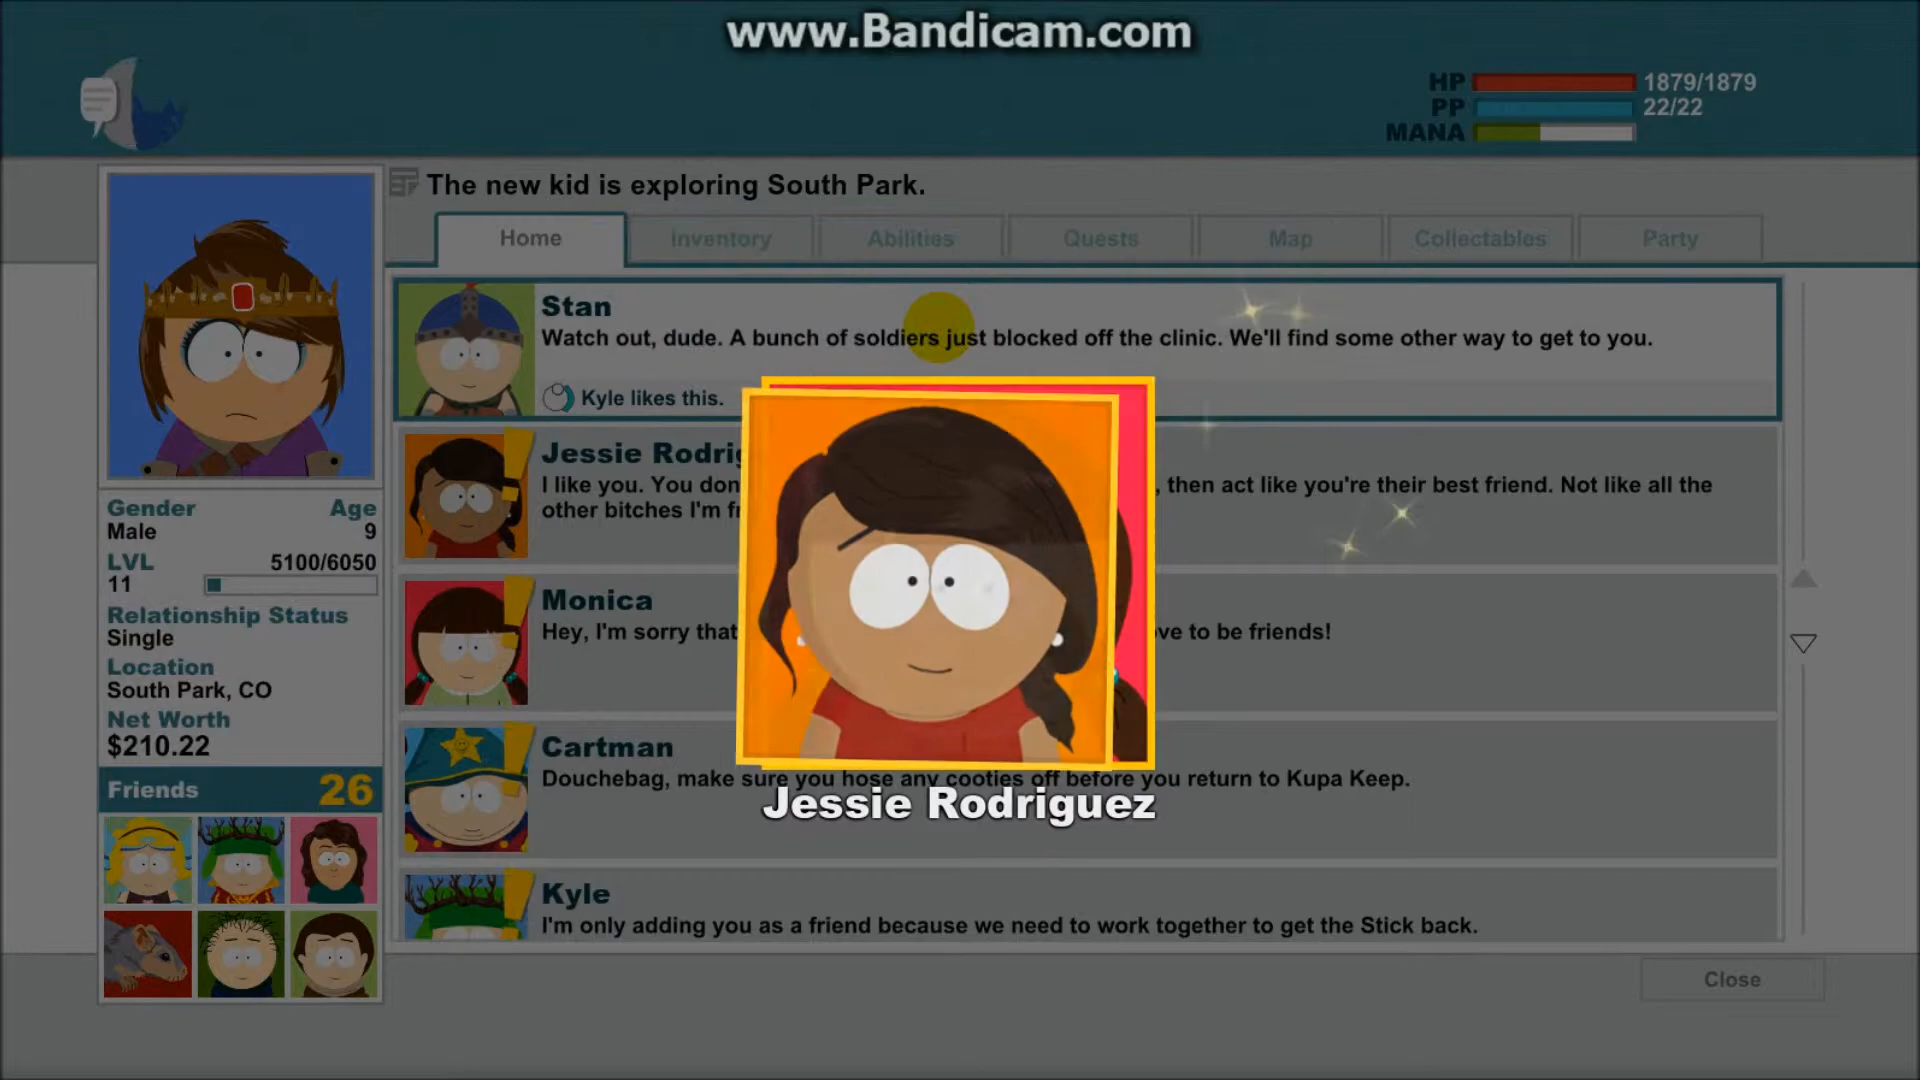 www.Bandicam.com
HP 1879/1879
PP 22/22
MANA
The new kid is exploring South Park.
Home Inventory Abilities Quests Map Collectables Party
Stan
Watch out, dude. A bunch of soldiers just blocked off the clinic. We'll find some other way to get to you.
Kyle likes this.
Jessie
I like you. You , then act like you're their best friend. Not like all the
other bitches I'm
Monica
Hey, I'm sorry that to be friends!
Cartman
Douchebag, make sure you hose any cooties off before you return to Kupa Keep.
Kyle
I'm only adding you as a friend because we need to work together to get the Stick back.
Jessie Rodriguez
Gender Age
Male 9
LVL 5100/6050
11
Relationship Status
Single
Location
South Park, CO
Net Worth
$210.22
Friends 26
Close